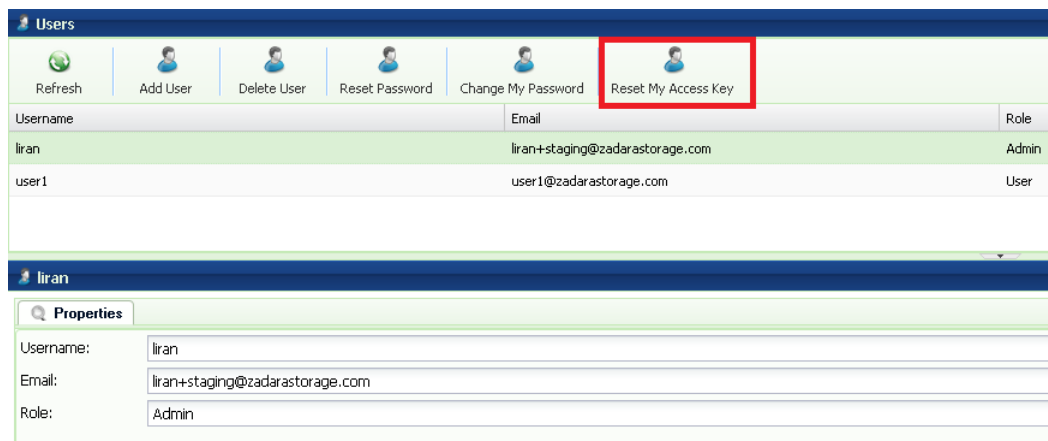 Users
Refresh Add User Delete User Reset Password Change My Password Reset My Access Key
Username Email Role
liran liran+staging@zadarastorage.com Admin
user1 user1@zadarastorage.com User
liran
Properties
Username: liran
Email: liran+staging@zadarastorage.com
Role: Admin